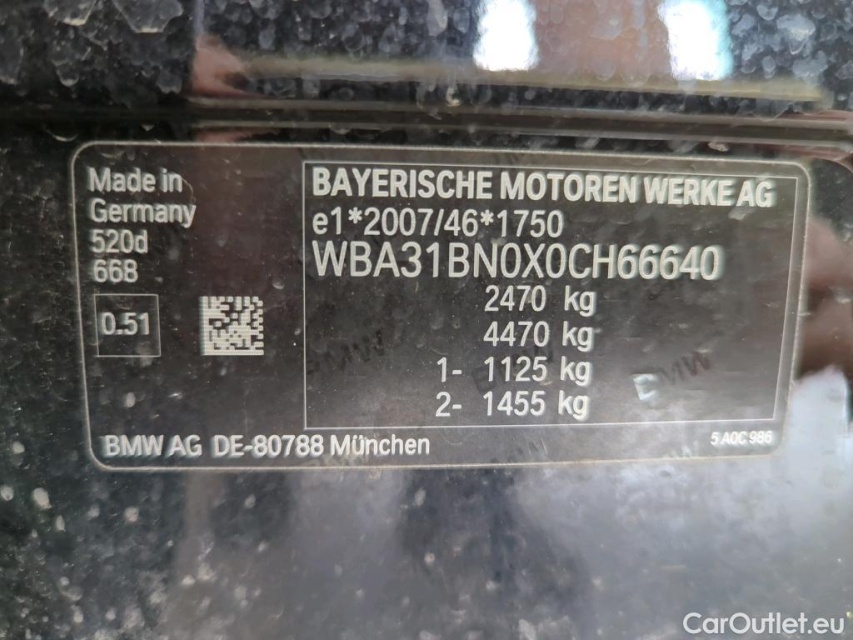 Made in
Germany
520d
668
0.51
BAYERISCHE MOTOREN WERKE AG
e1*2007/46*1750
WBA31BN0X0CH66640
2470 kg
4470 kg
1- 1125 kg
2- 1455 kg
BMW AG DE-80788 München
5 A0C 986
CarOutlet.eu